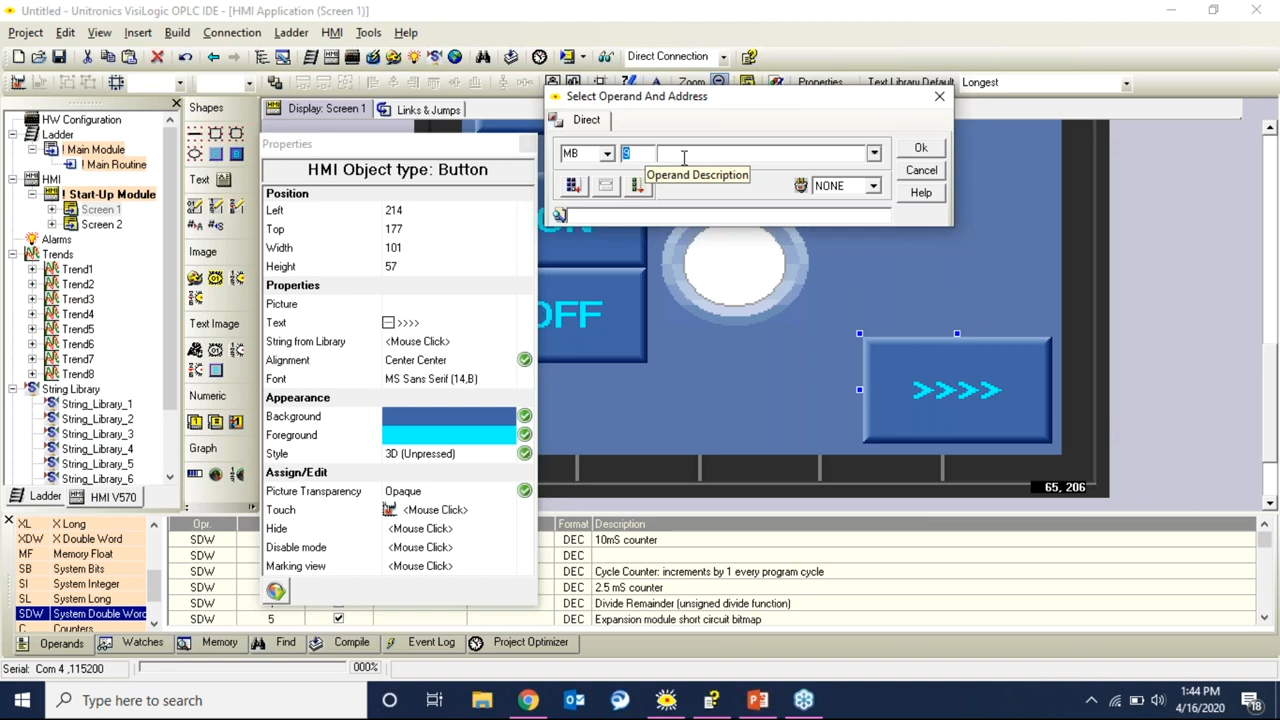 Untitled - Unitronics VisiLogic OPLC IDE - [HMI Application (Screen 1)]
Project Edit View Insert Build Connection Ladder HMI Tools Help
Direct Connection
Zoom Properties Text Library Default Longest
Select Operand And Address
Direct
MB 9
Operand Description
NONE
Ok
Cancel
Help
HW Configuration
Ladder
! Main Module
! Main Routine
HMI
! Start-Up Module
Screen 1
Screen 2
Alarms
Trends
Trend1
Trend2
Trend3
Trend4
Trend5
Trend6
Trend7
Trend8
String Library
String_Library_1
String_Library_2
String_Library_3
String_Library_4
String_Library_5
String_Library_6
Ladder HMI V570
Shapes
Text
Image
Text Image
Numeric
Graph
Display: Screen 1 Links & Jumps
Properties
HMI Object type: Button
Position
Left 214
Top 177
Width 101
Height 57
Properties
Picture
Text >>>>
String from Library <Mouse Click>
Alignment Center Center
Font MS Sans Serif (14,B)
Appearance
Background
Foreground
Style 3D (Unpressed)
Assign/Edit
Picture Transparency Opaque
Touch <Mouse Click>
Hide <Mouse Click>
Disable mode <Mouse Click>
Marking view <Mouse Click>
ON
OFF
>>>>
65, 206
XL X Long
XDW X Double Word
MF Memory Float
SB System Bits
SI System Integer
SL System Long
SDW System Double Word
C Counters
Opr. Format Description
SDW DEC 10mS counter
SDW DEC
SDW DEC Cycle Counter: increments by 1 every program cycle
SDW DEC 2.5 mS counter
SDW DEC Divide Remainder (unsigned divide function)
SDW 5 DEC Expansion module short circuit bitmap
Operands Watches Memory Find Compile Event Log Project Optimizer
Serial: Com 4 ,115200 000%
Type here to search
1:44 PM
4/16/2020
18